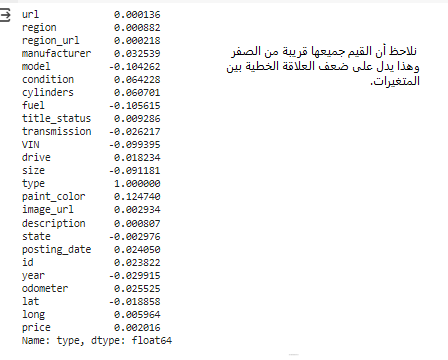 url 0.000136
region 0.000882
region_url 0.000218
manufacturer 0.032539
model -0.104262
condition 0.064228
cylinders 0.060701
fuel -0.105615
title_status 0.009286
transmission -0.026217
VIN -0.099395
drive 0.018234
size -0.091181
type 1.000000
paint_color 0.124740
image_url 0.002934
description 0.000807
state -0.002976
posting_date 0.024050
id 0.023822
year -0.029915
odometer 0.025525
lat -0.018858
long 0.005964
price 0.002016
Name: type, dtype: float64
نلاحظ أن القيم جميعها قريبة من الصفر
وهذا يدل على ضعف العلاقة الخطية بين
المتغيرات.